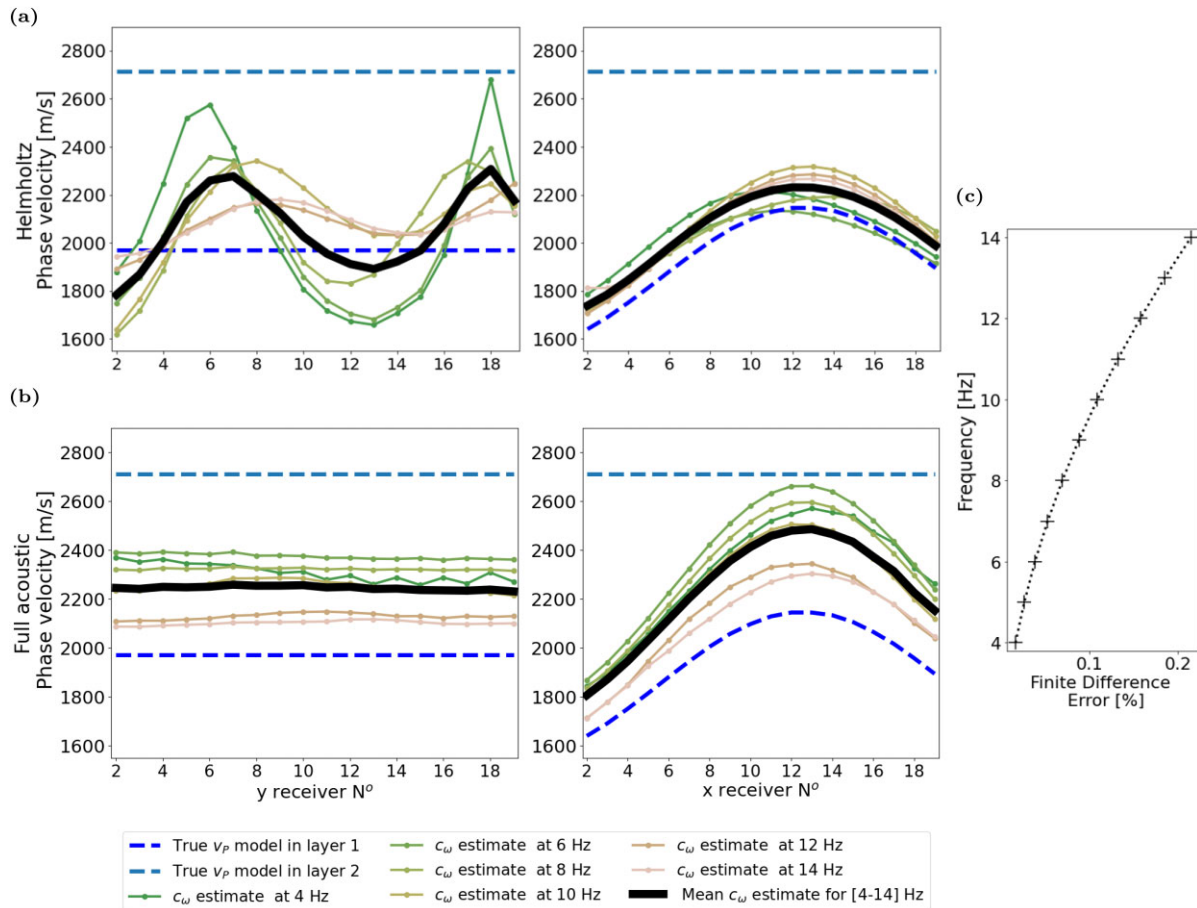 (a)
Helmholtz
Phase velocity [m/s]
2800
2600
2400
2200
2000
1800
1600
2 4 6 8 10 12 14 16 18
2800
2600
2400
2200
2000
1800
1600
2 4 6 8 10 12 14 16 18
(b)
Full acoustic
Phase velocity [m/s]
2800
2600
2400
2200
2000
1800
1600
2 4 6 8 10 12 14 16 18
y receiver Nº
2800
2600
2400
2200
2000
1800
1600
2 4 6 8 10 12 14 16 18
x receiver Nº
(c)
Frequency [Hz]
14
12
10
8
6
4
0.1 0.2
Finite Difference
Error [%]
True v_P model in layer 1
True v_P model in layer 2
c_ω estimate at 4 Hz
c_ω estimate at 6 Hz
c_ω estimate at 8 Hz
c_ω estimate at 10 Hz
c_ω estimate at 12 Hz
c_ω estimate at 14 Hz
Mean c_ω estimate for [4-14] Hz